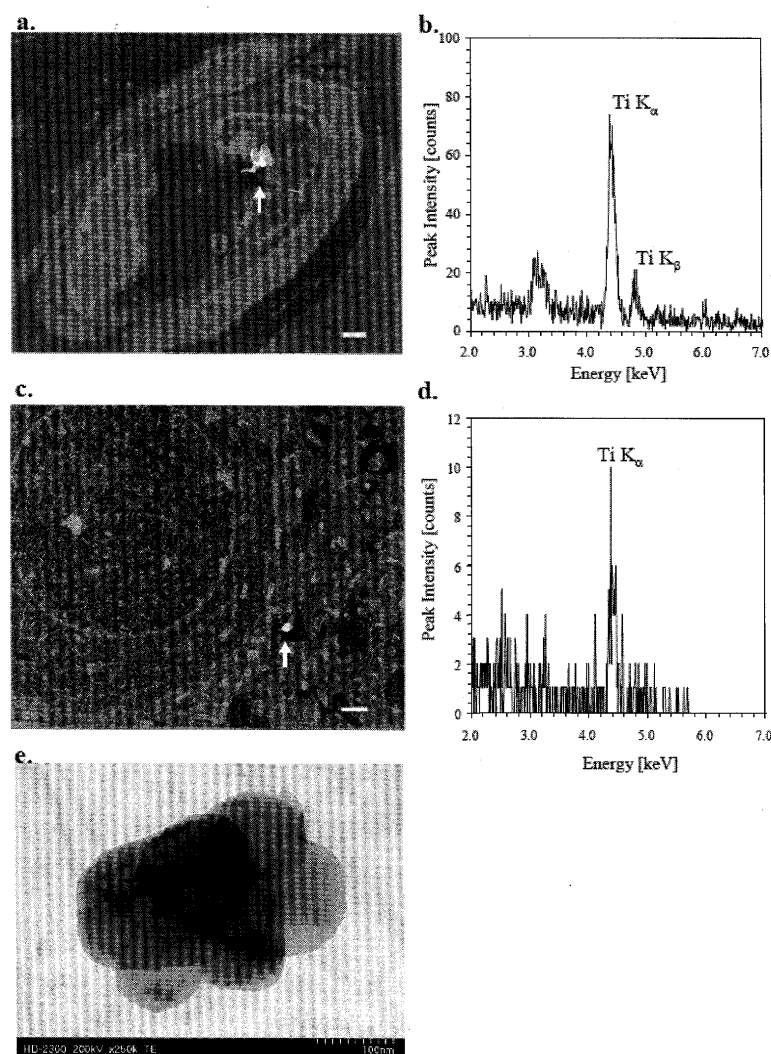 a.
b.
100
80
60
40
20
0
Peak Intensity [counts]
Ti Kα
Ti Kβ
2.0 3.0 4.0 5.0 6.0 7.0
Energy [keV]
c.
d.
12
10
8
6
4
2
0
Peak Intensity [counts]
Ti Kα
2.0 3.0 4.0 5.0 6.0 7.0
Energy [keV]
e.
HD-2300 200kV x250k TE 100nm